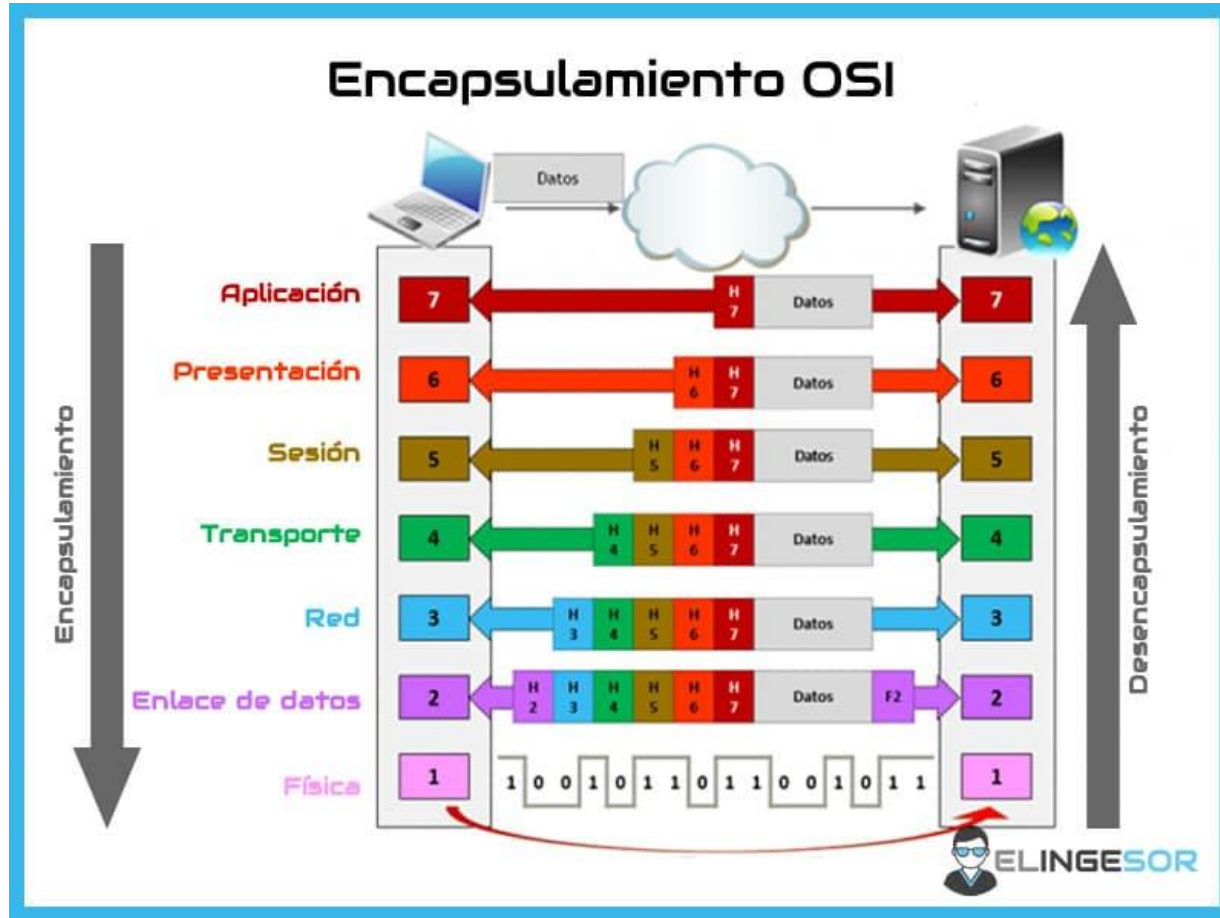 Encapsulamiento OSI
Datos
Aplicación
7
H
7
Datos
7
Presentación
6
H
6
H
7
Datos
6
Sesión
5
H
5
H
6
H
7
Datos
5
Transporte
4
H
4
H
5
H
6
H
7
Datos
4
Red
3
H
3
H
4
H
5
H
6
H
7
Datos
3
Enlace de datos
2
H
2
H
3
H
4
H
5
H
6
H
7
Datos
F2
2
Física
1
1 0 0 1 0 1 1 0 1 1 0 0 1 0 1 1
1
Encapsulamiento
Desencapsulamiento
ELINGESOR